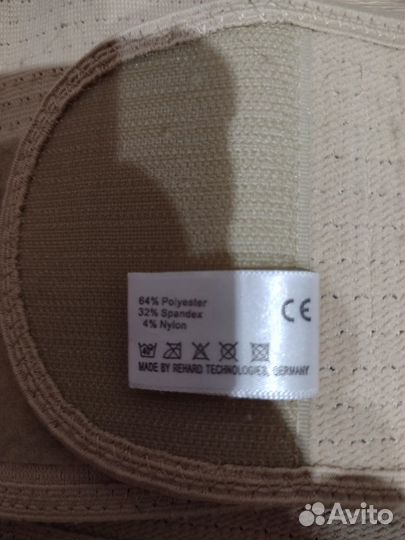 64% Polyester
32% Spandex
4% Nylon
CE
MADE BY REHARD TECHNOLOGIES, GERMANY
Avito